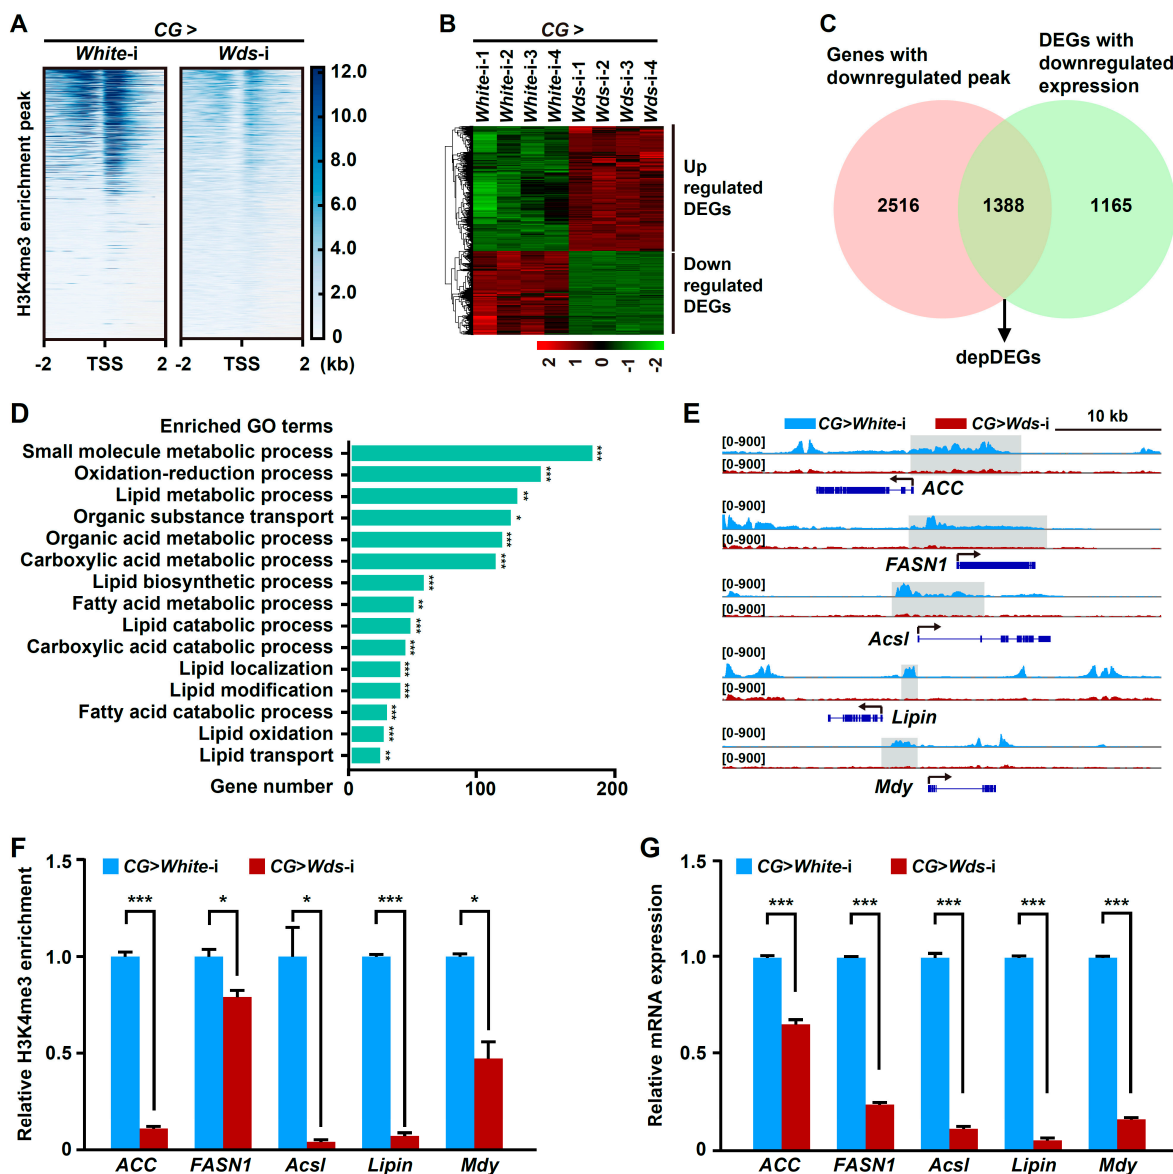 A
CG >
White-i
Wds-i
H3K4me3 enrichment peak
12.0
10.0
8.0
6.0
4.0
2.0
0
-2
TSS
2
-2
TSS
2
(kb)
B
CG >
White-i-1
White-i-2
White-i-3
White-i-4
Wds-i-1
Wds-i-2
Wds-i-3
Wds-i-4
Up
regulated
DEGs
Down
regulated
DEGs
2
1
0
-1
-2
C
Genes with
downregulated peak
DEGs with
downregulated
expression
2516
1388
1165
depDEGs
D
Enriched GO terms
Small molecule metabolic process
***
Oxidation-reduction process
***
Lipid metabolic process
**
Organic substance transport
*
Organic acid metabolic process
***
Carboxylic acid metabolic process
***
Lipid biosynthetic process
***
Fatty acid metabolic process
**
Lipid catabolic process
***
Carboxylic acid catabolic process
***
Lipid localization
***
Lipid modification
***
Fatty acid catabolic process
***
Lipid oxidation
***
Lipid transport
**
Gene number
0
100
200
E
CG>White-i
CG>Wds-i
10 kb
[0-900]
[0-900]
ACC
[0-900]
[0-900]
FASN1
[0-900]
[0-900]
Acsl
[0-900]
[0-900]
Lipin
[0-900]
[0-900]
Mdy
F
CG>White-i
CG>Wds-i
Relative H3K4me3 enrichment
1.5
1.0
0.5
0
***
*
*
***
*
ACC
FASN1
Acsl
Lipin
Mdy
G
CG>White-i
CG>Wds-i
Relative mRNA expression
1.5
1.0
0.5
0
***
***
***
***
***
ACC
FASN1
Acsl
Lipin
Mdy